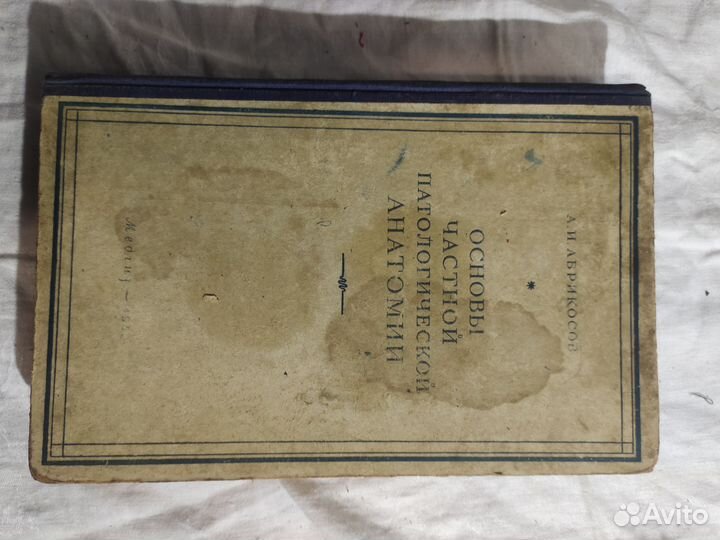 А.И. АБРИКОСОВ
*
ОСНОВЫ
ЧАСТНОЙ
ПАТОЛОГИЧЕСКОЙ
АНАТОМИИ
Avito